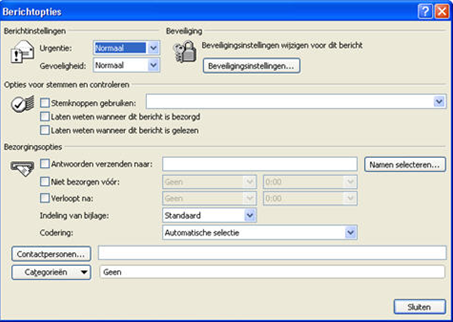 Berichtopties
Berichtinstellingen
Beveiliging
Urgentie: Normaal
Gevoeligheid: Normaal
Beveiligingsinstellingen wijzigen voor dit bericht
Beveiligingsinstellingen...
Opties voor stemmen en controleren
Stemknoppen gebruiken:
Laten weten wanneer dit bericht is bezorgd
Laten weten wanneer dit bericht is gelezen
Bezorgingsopties
Antwoorden verzenden naar: Namen selecteren...
Niet bezorgen vóór: Geen 0:00
Verloopt na: Geen 0:00
Indeling van bijlage: Standaard
Codering: Automatische selectie
Contactpersonen...
Categorieën Geen
Sluiten